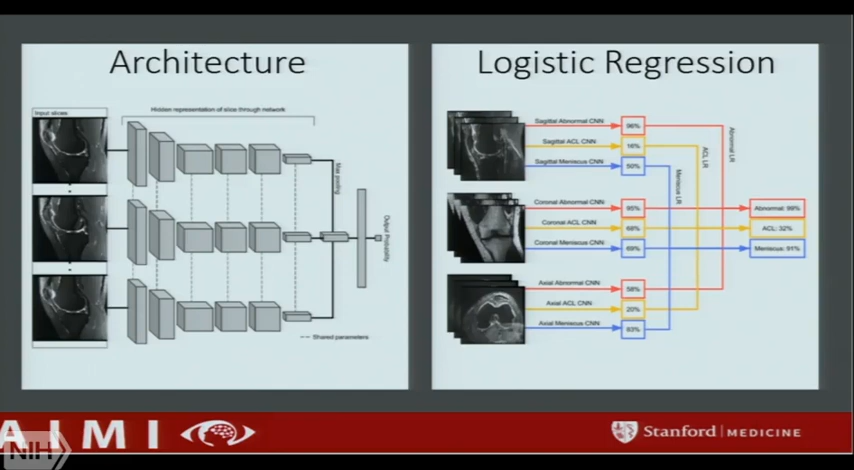 Architecture
Input slices
Hidden representation of slice through network
Max pooling
Output Probability
Shared parameters
Logistic Regression
Sagittal Abnormal CNN
96%
Sagittal ACL CNN
16%
Sagittal Meniscus CNN
50%
Abnormal LR
ACL LR
Meniscus LR
Coronal Abnormal CNN
95%
Abnormal: 99%
Coronal ACL CNN
68%
ACL: 32%
Coronal Meniscus CNN
69%
Meniscus: 91%
Axial Abnormal CNN
58%
Axial ACL CNN
20%
Axial Meniscus CNN
83%
AIMI
Stanford MEDICINE
NIH